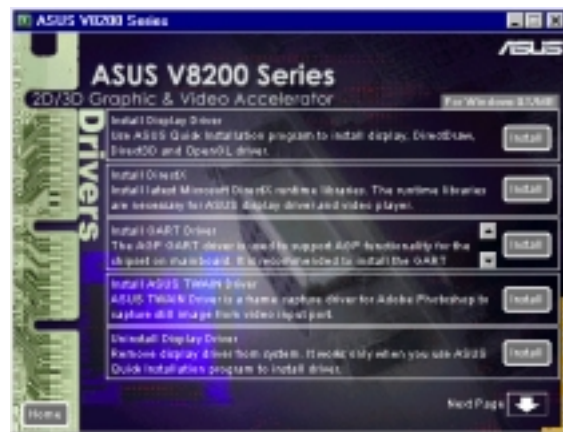 ASUS V8200 Series
ASUS
ASUS V8200 Series
2D/3D Graphic & Video Accelerator
For Windows 9X/ME
Drivers
Install Display Driver
Use ASUS Quick Installation program to install display, DirectDraw,
Direct3D and OpenGL driver.
Install
Install DirectX
Install latest Microsoft DirectX runtime libraries. The runtime libraries
are necessary for ASUS display driver and video player.
Install
Install GART Driver
The AGP GART driver is used to support AGP functionality for the
chipset on mainboard. It is recommended to install the GART
Install
Install ASUS TWAIN Driver
ASUS TWAIN Driver is a frame capture driver for Adobe Photoshop to
capture still image from video input port.
Install
Uninstall Display Driver
Remove display driver from system. It works only when you use ASUS
Quick Installation program to install driver.
Install
Next Page
Home